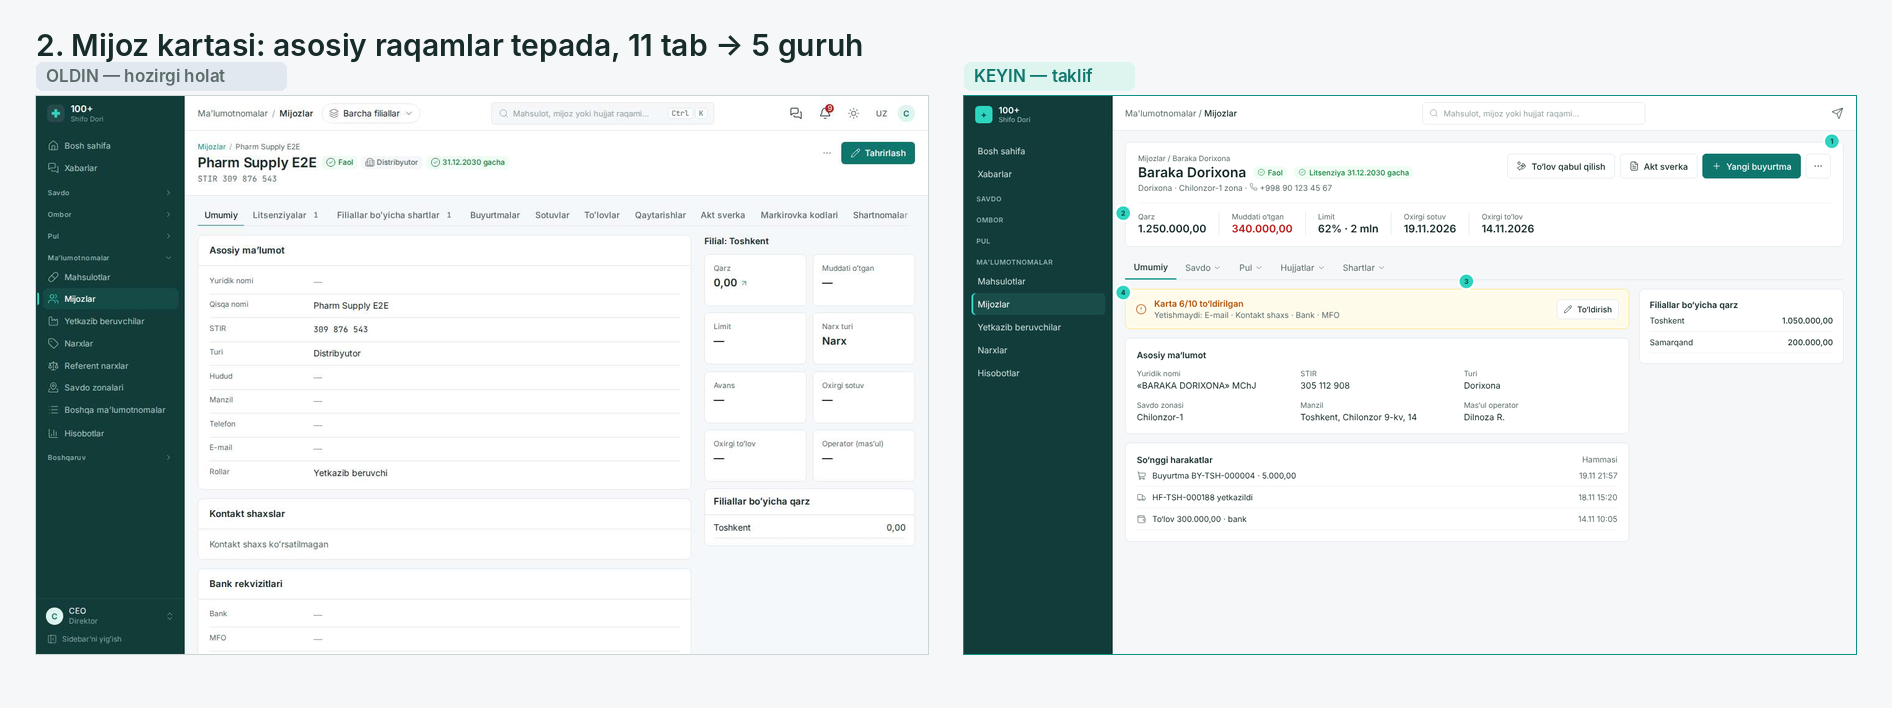 2. Mijoz kartasi: asosiy raqamlar tepada, 11 tab → 5 guruh
OLDIN — hozirgi holat
100+
Shifo Dori
Bosh sahifa
Xabarlar
Savdo
Ombor
Pul
Ma'lumotnomalar
Mahsulotlar
Mijozlar
Yetkazib beruvchilar
Narxlar
Referent narxlar
Savdo zonalari
Boshqa ma'lumotnomalar
Hisobotlar
Boshqaruv
C
CEO
Direktor
Sidebar'ni yig'ish
Ma'lumotnomalar / Mijozlar
Barcha filiallar
Mahsulot, mijoz yoki hujjat raqami...
Ctrl K
9
UZ
C
Mijozlar / Pharm Supply E2E
Pharm Supply E2E
Faol
Distribyutor
31.12.2030 gacha
STIR 309 876 543
Tahrirlash
Umumiy
Litsenziyalar 1
Filiallar bo'yicha shartlar 1
Buyurtmalar
Sotuvlar
To'lovlar
Qaytarishlar
Akt sverka
Markirovka kodlari
Shartnomalar
Asosiy ma'lumot
Yuridik nomi —
Qisqa nomi Pharm Supply E2E
STIR 309 876 543
Turi Distribyutor
Hudud —
Manzil —
Telefon —
E-mail —
Rollar Yetkazib beruvchi
Kontakt shaxslar
Kontakt shaxs ko'rsatilmagan
Bank rekvizitlari
Bank —
MFO —
Filial: Toshkent
Qarz
0,00
Muddati o'tgan
—
Limit
—
Narx turi
Narx
Avans
—
Oxirgi sotuv
—
Oxirgi to'lov
—
Operator (mas'ul)
—
Filiallar bo'yicha qarz
Toshkent 0,00
KEYIN — taklif
100+
Shifo Dori
Bosh sahifa
Xabarlar
SAVDO
OMBOR
PUL
MA'LUMOTNOMALAR
Mahsulotlar
Mijozlar
Yetkazib beruvchilar
Narxlar
Hisobotlar
Ma'lumotnomalar / Mijozlar
Mahsulot, mijoz yoki hujjat raqami...
1
Mijozlar / Baraka Dorixona
Baraka Dorixona
Faol
Litsenziya 31.12.2030 gacha
Dorixona · Chilonzor-1 zona · +998 90 123 45 67
To'lov qabul qilish
Akt sverka
Yangi buyurtma
2
Qarz
1.250.000,00
Muddati o'tgan
340.000,00
Limit
62% · 2 mln
Oxirgi sotuv
19.11.2026
Oxirgi to'lov
14.11.2026
Umumiy
Savdo
Pul
Hujjatlar
Shartlar
3
4
Karta 6/10 to'ldirilgan
Yetishmaydi: E-mail · Kontakt shaxs · Bank · MFO
To'ldirish
Asosiy ma'lumot
Yuridik nomi
«BARAKA DORIXONA» MChJ
STIR
305 112 908
Turi
Dorixona
Savdo zonasi
Chilonzor-1
Manzil
Toshkent, Chilonzor 9-kv, 14
Mas'ul operator
Dilnoza R.
So'nggi harakatlar
Hammasi
Buyurtma BY-TSH-000004 · 5.000,00 19.11 21:57
HF-TSH-000188 yetkazildi 18.11 15:20
To'lov 300.000,00 · bank 14.11 10:05
Filiallar bo'yicha qarz
Toshkent 1.050.000,00
Samarqand 200.000,00